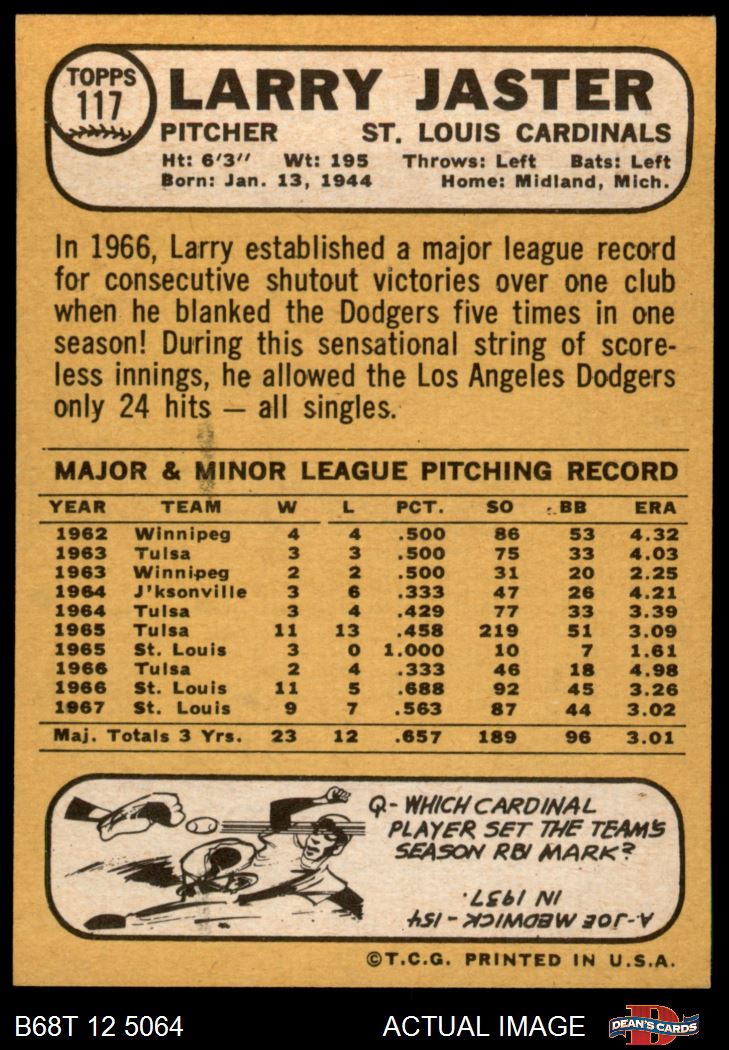 TOPPS
117
LARRY JASTER
PITCHER ST. LOUIS CARDINALS
Ht: 6'3" Wt: 195 Throws: Left Bats: Left
Born: Jan. 13, 1944 Home: Midland, Mich.
In 1966, Larry established a major league record
for consecutive shutout victories over one club
when he blanked the Dodgers five times in one
season! During this sensational string of score-
less innings, he allowed the Los Angeles Dodgers
only 24 hits — all singles.
MAJOR & MINOR LEAGUE PITCHING RECORD
YEAR TEAM W L PCT. SO BB ERA
1962 Winnipeg 4 4 .500 86 53 4.32
1963 Tulsa 3 3 .500 75 33 4.03
1963 Winnipeg 2 2 .500 31 20 2.25
1964 J'ksonville 3 6 .333 47 26 4.21
1964 Tulsa 3 4 .429 77 33 3.39
1965 Tulsa 11 13 .458 219 51 3.09
1965 St. Louis 3 0 1.000 10 7 1.61
1966 Tulsa 2 4 .333 46 18 4.98
1966 St. Louis 11 5 .688 92 45 3.26
1967 St. Louis 9 7 .563 87 44 3.02
Maj. Totals 3 Yrs. 23 12 .657 189 96 3.01
Q- WHICH CARDINAL
PLAYER SET THE TEAM'S
SEASON RBI MARK?
A-JOE MEDWICK - 154
IN 1937.
©T.C.G. PRINTED IN U.S.A.
B68T 12 5064 ACTUAL IMAGE
D
DEAN'S CARDS